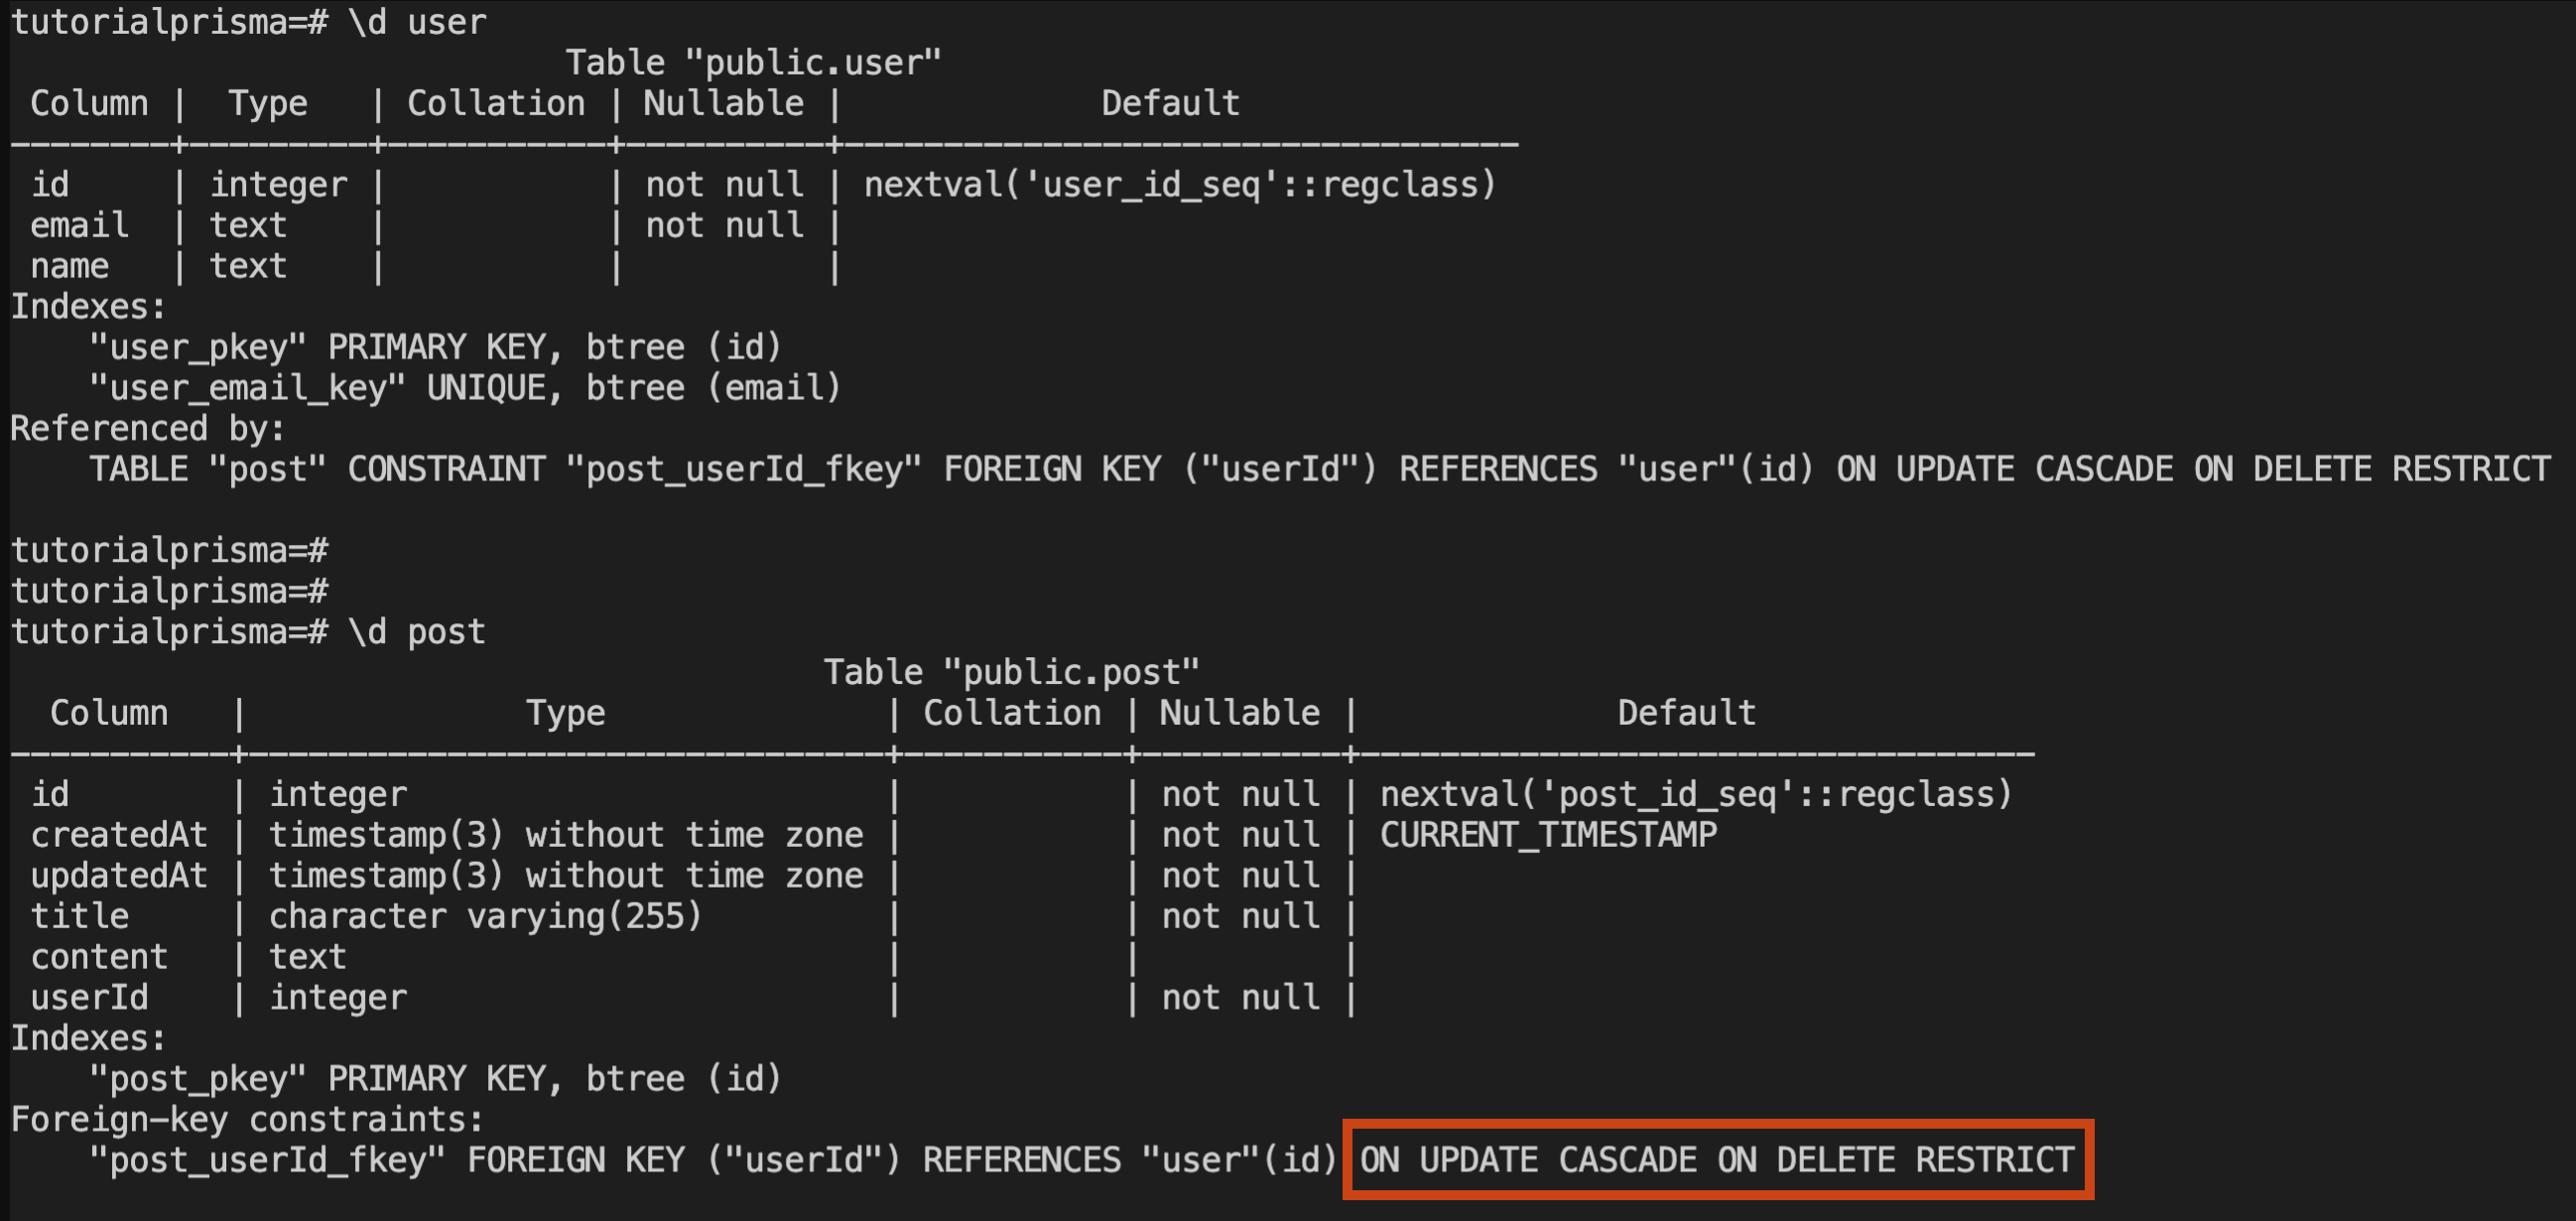 tutorialprisma=# \d user
                            Table "public.user"
 Column |  Type   | Collation | Nullable |             Default
--------+---------+-----------+----------+----------------------------------
 id     | integer |           | not null | nextval('user_id_seq'::regclass)
 email  | text    |           | not null |
 name   | text    |           |          |
Indexes:
    "user_pkey" PRIMARY KEY, btree (id)
    "user_email_key" UNIQUE, btree (email)
Referenced by:
    TABLE "post" CONSTRAINT "post_userId_fkey" FOREIGN KEY ("userId") REFERENCES "user"(id) ON UPDATE CASCADE ON DELETE RESTRICT

tutorialprisma=#
tutorialprisma=#
tutorialprisma=# \d post
                                         Table "public.post"
  Column   |              Type              | Collation | Nullable |             Default
-----------+--------------------------------+-----------+----------+----------------------------------
 id        | integer                        |           | not null | nextval('post_id_seq'::regclass)
 createdAt | timestamp(3) without time zone |           | not null | CURRENT_TIMESTAMP
 updatedAt | timestamp(3) without time zone |           | not null |
 title     | character varying(255)         |           | not null |
 content   | text                           |           |          |
 userId    | integer                        |           | not null |
Indexes:
    "post_pkey" PRIMARY KEY, btree (id)
Foreign-key constraints:
    "post_userId_fkey" FOREIGN KEY ("userId") REFERENCES "user"(id) ON UPDATE CASCADE ON DELETE RESTRICT